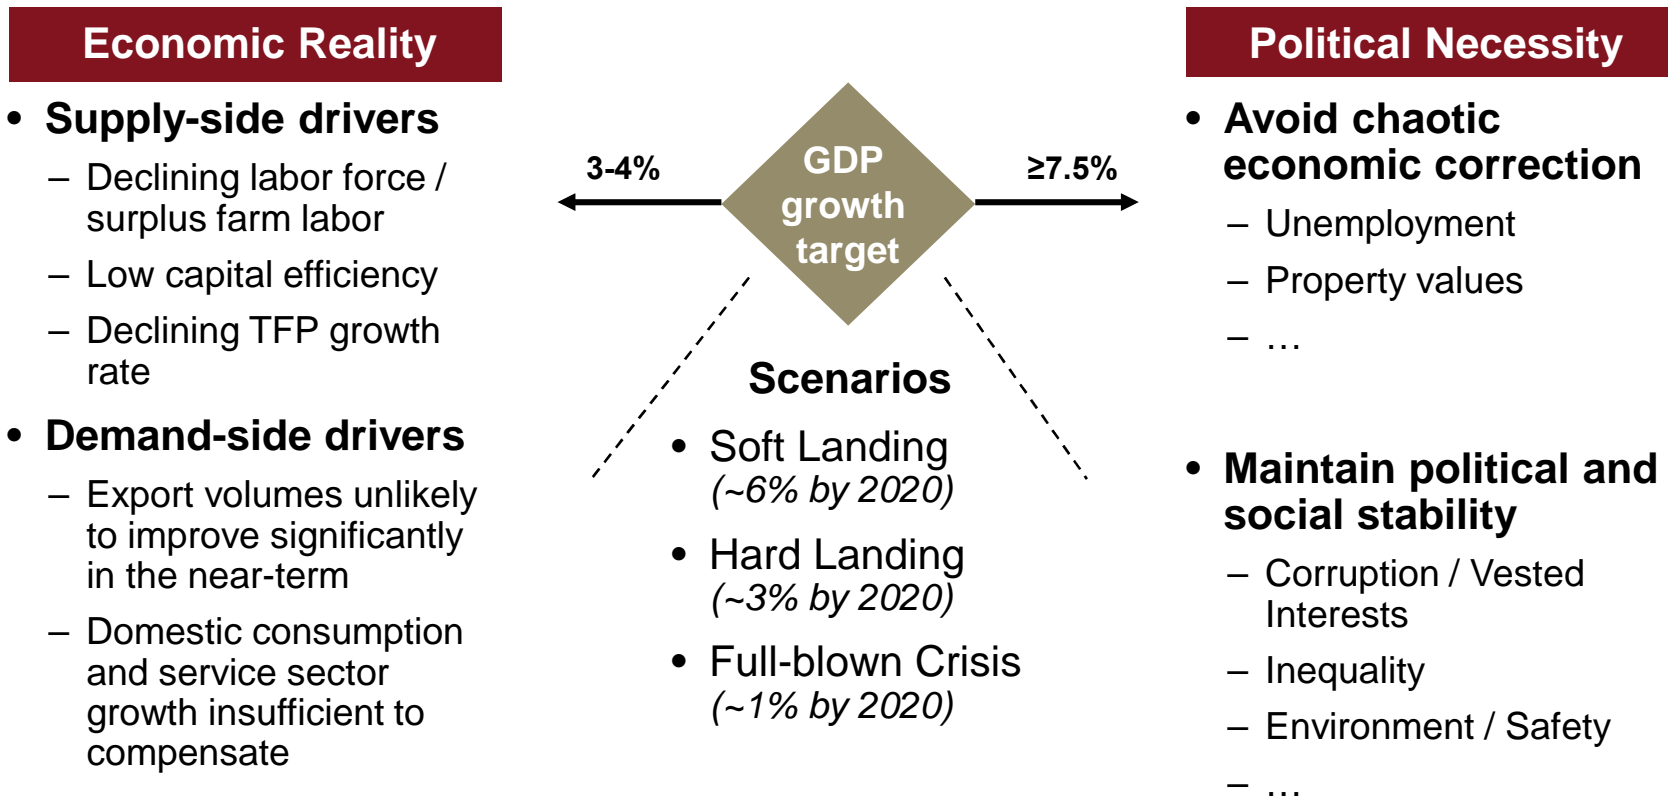 Economic Reality
• Supply-side drivers
– Declining labor force /
surplus farm labor
– Low capital efficiency
– Declining TFP growth
rate
• Demand-side drivers
– Export volumes unlikely
to improve significantly
in the near-term
– Domestic consumption
and service sector
growth insufficient to
compensate
3-4%
GDP
growth
target
≥7.5%
Scenarios
• Soft Landing
(~6% by 2020)
• Hard Landing
(~3% by 2020)
• Full-blown Crisis
(~1% by 2020)
Political Necessity
• Avoid chaotic
economic correction
– Unemployment
– Property values
– …
• Maintain political and
social stability
– Corruption / Vested
Interests
– Inequality
– Environment / Safety
– …